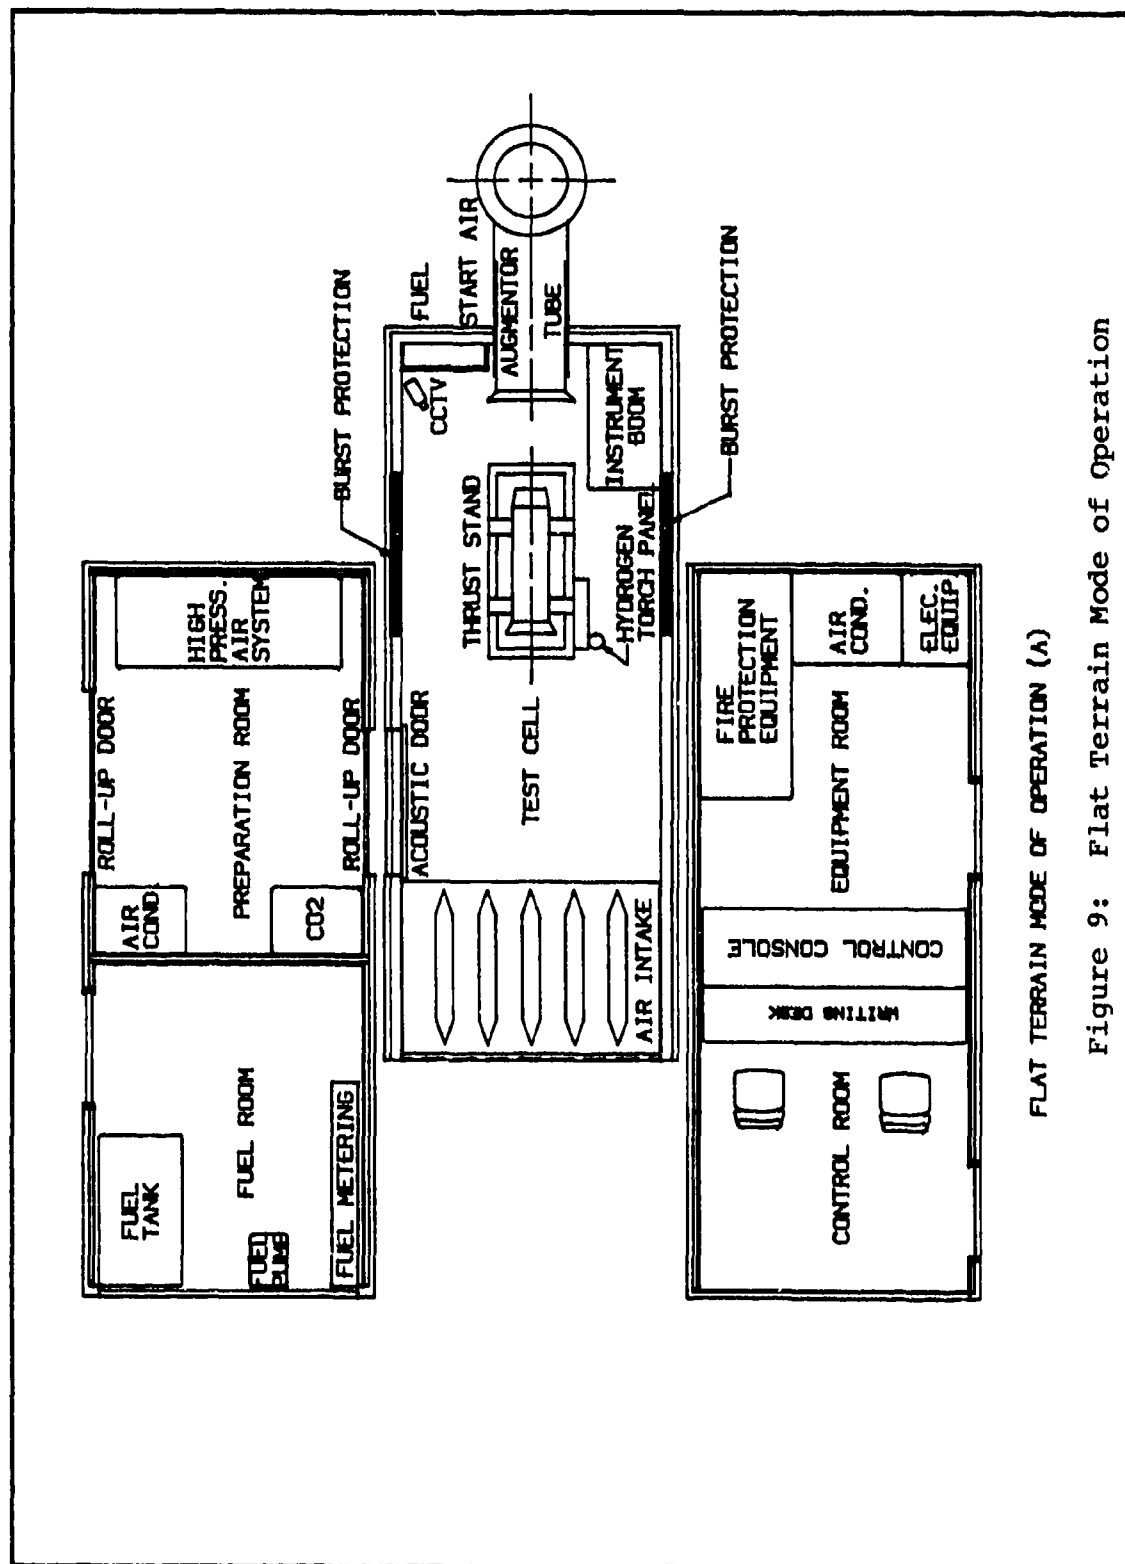 FUEL
TANK
FUEL ROOM
FUEL
PUMP
FUEL METERING
AIR
COND.
CO2
ROLL-UP DOOR
PREPARATION ROOM
ROLL-UP DOOR
HIGH
PRESS.
AIR
SYSTEM
BURST PROTECTION
ACOUSTIC DOOR
AIR INTAKE
TEST CELL
THRUST STAND
HYDROGEN
TORCH PANEL
CCTV
FUEL
START AIR
AUGMENTOR
TUBE
INSTRUMENT
ROOM
BURST PROTECTION
CONTROL ROOM
WRITING DESK
CONTROL CONSOLE
EQUIPMENT ROOM
FIRE
PROTECTION
EQUIPMENT
AIR
COND.
ELEC.
EQUIP
FLAT TERRAIN MODE OF OPERATION (A)
Figure 9: Flat Terrain Mode of Operation